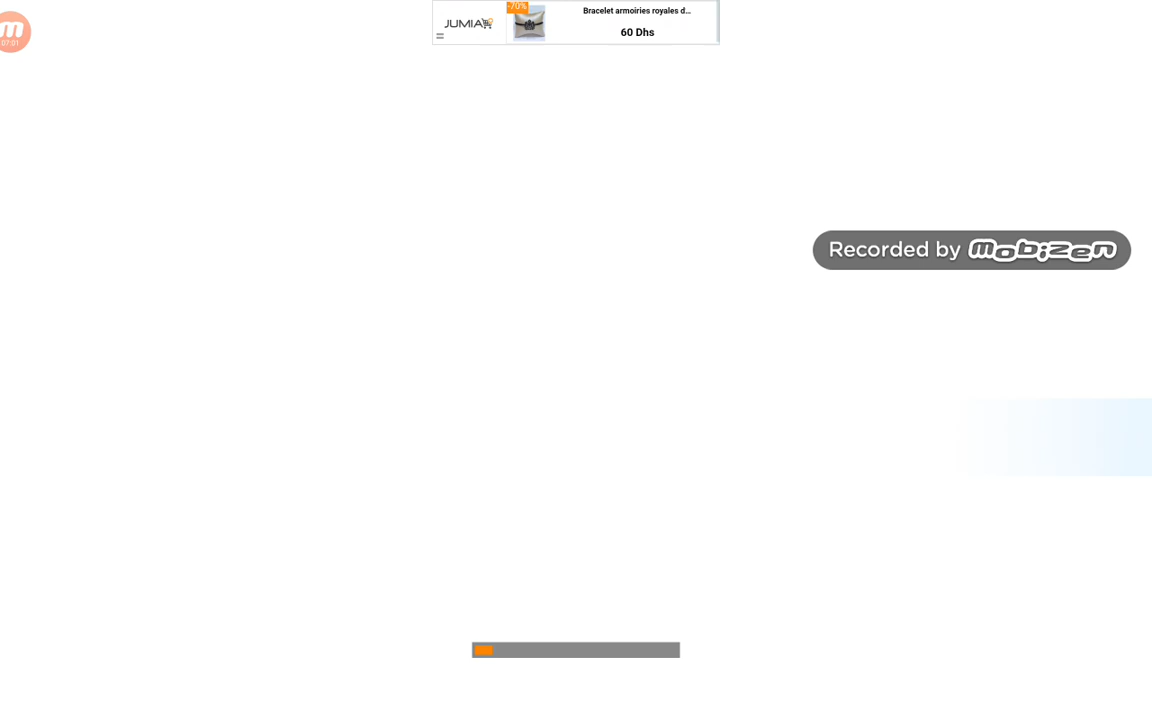 07:01
JUMIA
-70%
Bracelet armoiries royales d...
60 Dhs
Recorded by mobizen